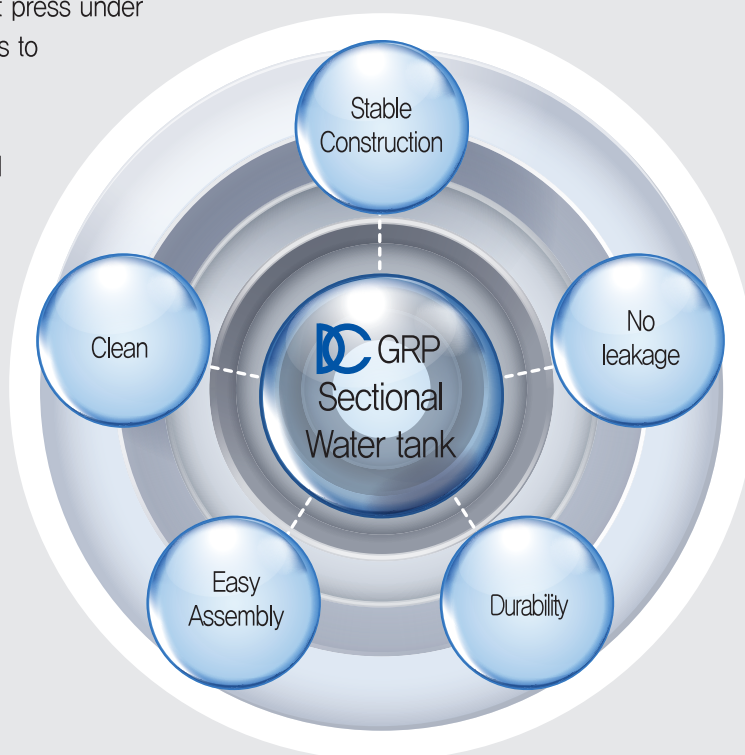 press under
s to
Stable
Construction
Clean
No
leakage
DC GRP
Sectional
Water tank
Easy
Assembly
Durability